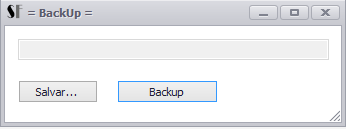 SF = BackUp =
Salvar... Backup